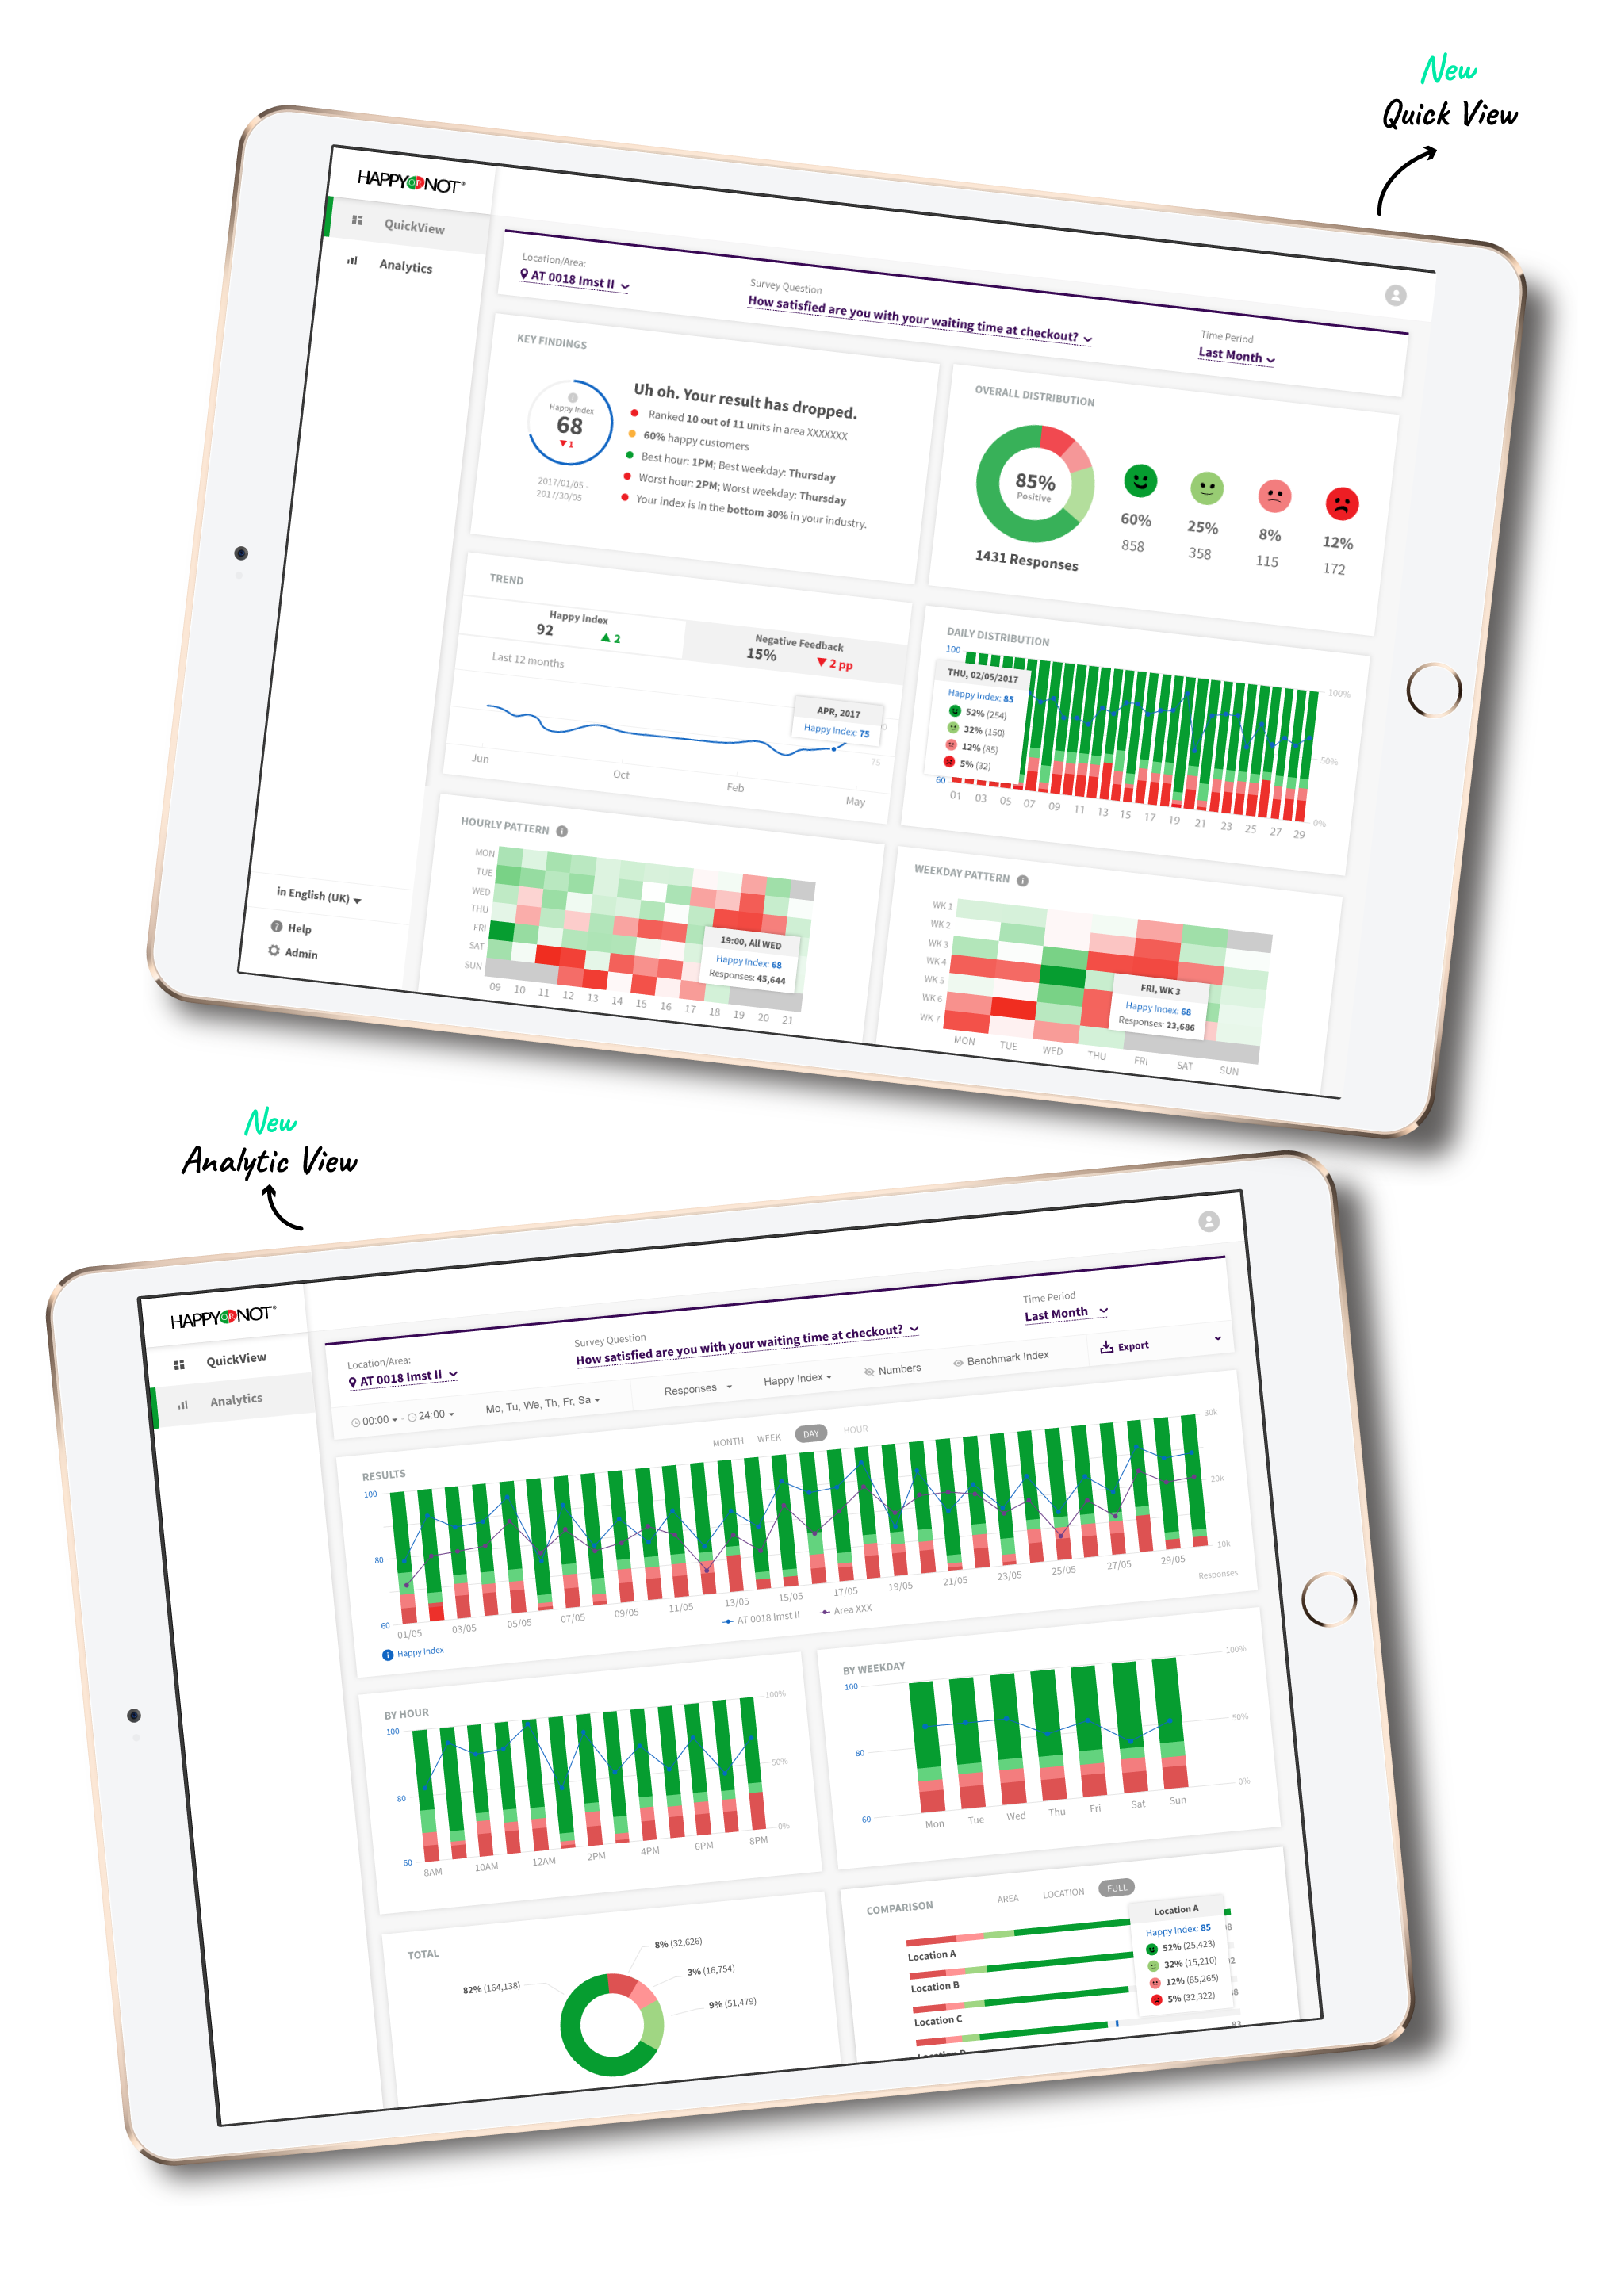 New
Quick View
HAPPY OR NOT®
QuickView
Analytics
Location/Area:
AT 0018 Imst II
Survey Question
How satisfied are you with your waiting time at checkout?
Time Period
Last Month
KEY FINDINGS
Happy Index
68
1
2017/01/05 -
2017/30/05
Uh oh. Your result has dropped.
Ranked 10 out of 11 units in area XXXXXXX
60% happy customers
Best hour: 1PM; Best weekday: Thursday
Worst hour: 2PM; Worst weekday: Thursday
Your index is in the bottom 30% in your industry.
OVERALL DISTRIBUTION
85%
Positive
1431 Responses
60% 25% 8% 12%
858 358 115 172
TREND
Happy Index
92 2
Negative Feedback
15% 2 pp
Last 12 months
APR, 2017
Happy Index: 75
75
Jun Oct Feb May
DAILY DISTRIBUTION
100
60
100%
50%
0%
THU, 02/05/2017
Happy Index: 85
52% (254)
32% (150)
12% (85)
5% (32)
01 03 05 07 09 11 13 15 17 19 21 23 25 27 29
HOURLY PATTERN
MON
TUE
WED
THU
FRI
SAT
SUN
19:00, All WED
Happy Index: 68
Responses: 45,644
09 10 11 12 13 14 15 16 17 18 19 20 21
WEEKDAY PATTERN
WK 1
WK 2
WK 3
WK 4
WK 5
WK 6
WK 7
FRI, WK 3
Happy Index: 68
Responses: 23,686
MON TUE WED THU FRI SAT SUN
in English (UK)
Help
Admin
New
Analytic View
HAPPY OR NOT®
QuickView
Analytics
Location/Area:
AT 0018 Imst II
Survey Question
How satisfied are you with your waiting time at checkout?
Time Period
Last Month
00:00 - 24:00
Mo, Tu, We, Th, Fr, Sa
Responses
Happy Index
Numbers
Benchmark Index
Export
RESULTS
MONTH WEEK DAY HOUR
100
80
60
30k
20k
10k
01/05 03/05 05/05 07/05 09/05 11/05 13/05 15/05 17/05 19/05 21/05 23/05 25/05 27/05 29/05
Responses
Happy Index
AT 0018 Imst II
Area XXX
BY HOUR
100
80
60
100%
50%
0%
8AM 10AM 12AM 2PM 4PM 6PM 8PM
BY WEEKDAY
100
80
60
100%
50%
0%
Mon Tue Wed Thu Fri Sat Sun
TOTAL
82% (164,138)
8% (32,626)
3% (16,754)
9% (51,479)
COMPARISON
AREA LOCATION FULL
Location A
Location B
Location C
Location A
Happy Index: 85
52% (25,423)
32% (15,210)
12% (85,265)
5% (32,322)